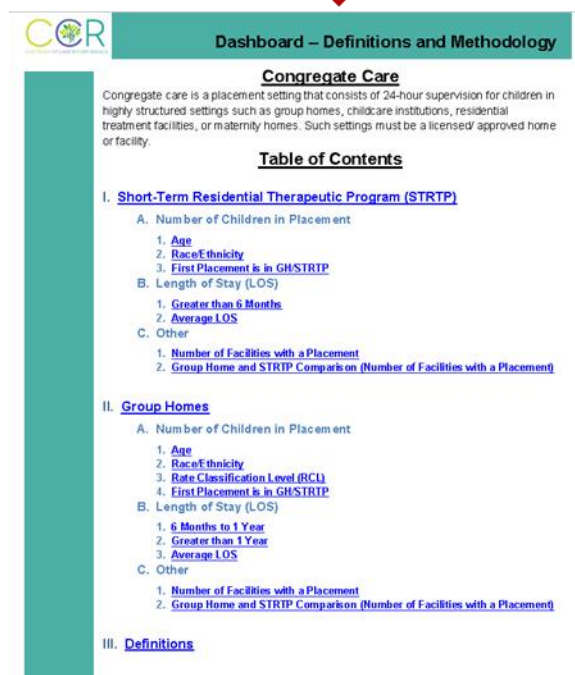 CCR
Dashboard – Definitions and Methodology
Congregate Care
Congregate care is a placement setting that consists of 24-hour supervision for children in
highly structured settings such as group homes, childcare institutions, residential
treatment facilities, or maternity homes. Such settings must be a licensed/ approved home
or facility.
Table of Contents
I. Short-Term Residential Therapeutic Program (STRTP)
A. Number of Children in Placement
1. Age
2. Race/Ethnicity
3. First Placement is in GH/STRTP
B. Length of Stay (LOS)
1. Greater than 6 Months
2. Average LOS
C. Other
1. Number of Facilities with a Placement
2. Group Home and STRTP Comparison (Number of Facilities with a Placement)
II. Group Homes
A. Number of Children in Placement
1. Age
2. Race/Ethnicity
3. Rate Classification Level (RCL)
4. First Placement is in GH/STRTP
B. Length of Stay (LOS)
1. 6 Months to 1 Year
2. Greater than 1 Year
3. Average LOS
C. Other
1. Number of Facilities with a Placement
2. Group Home and STRTP Comparison (Number of Facilities with a Placement)
III. Definitions